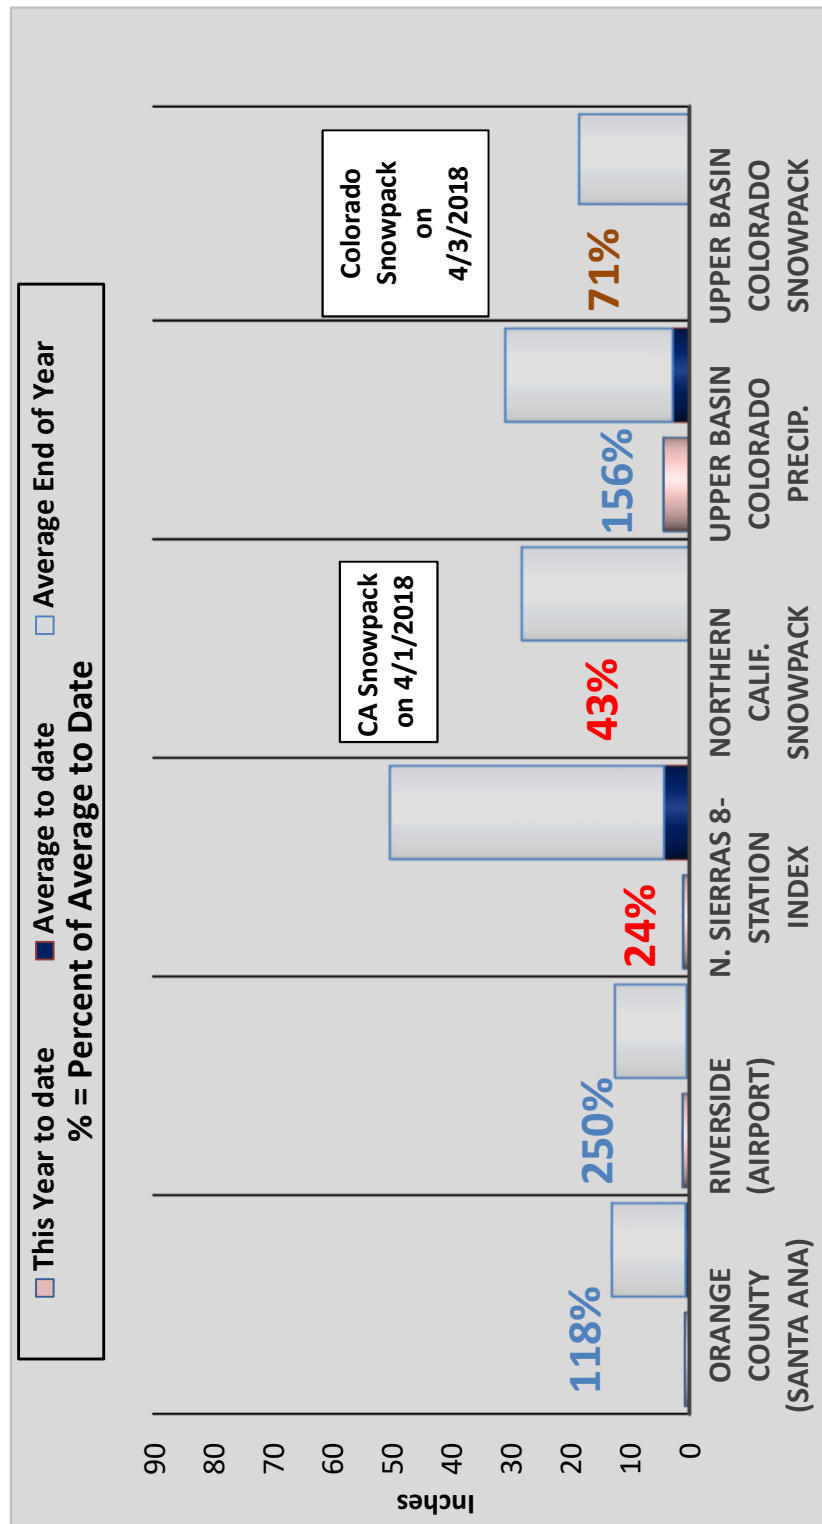 This Year to date Average to date Average End of Year
% = Percent of Average to Date
Inches
90
80
70
60
50
40
30
20
10
0
118%
250%
24%
43%
156%
71%
CA Snowpack
on 4/1/2018
Colorado
Snowpack
on
4/3/2018
ORANGE
COUNTY
(SANTA ANA)
RIVERSIDE
(AIRPORT)
N. SIERRAS 8-
STATION
INDEX
NORTHERN
CALIF.
SNOWPACK
UPPER BASIN
COLORADO
PRECIP.
UPPER BASIN
COLORADO
SNOWPACK